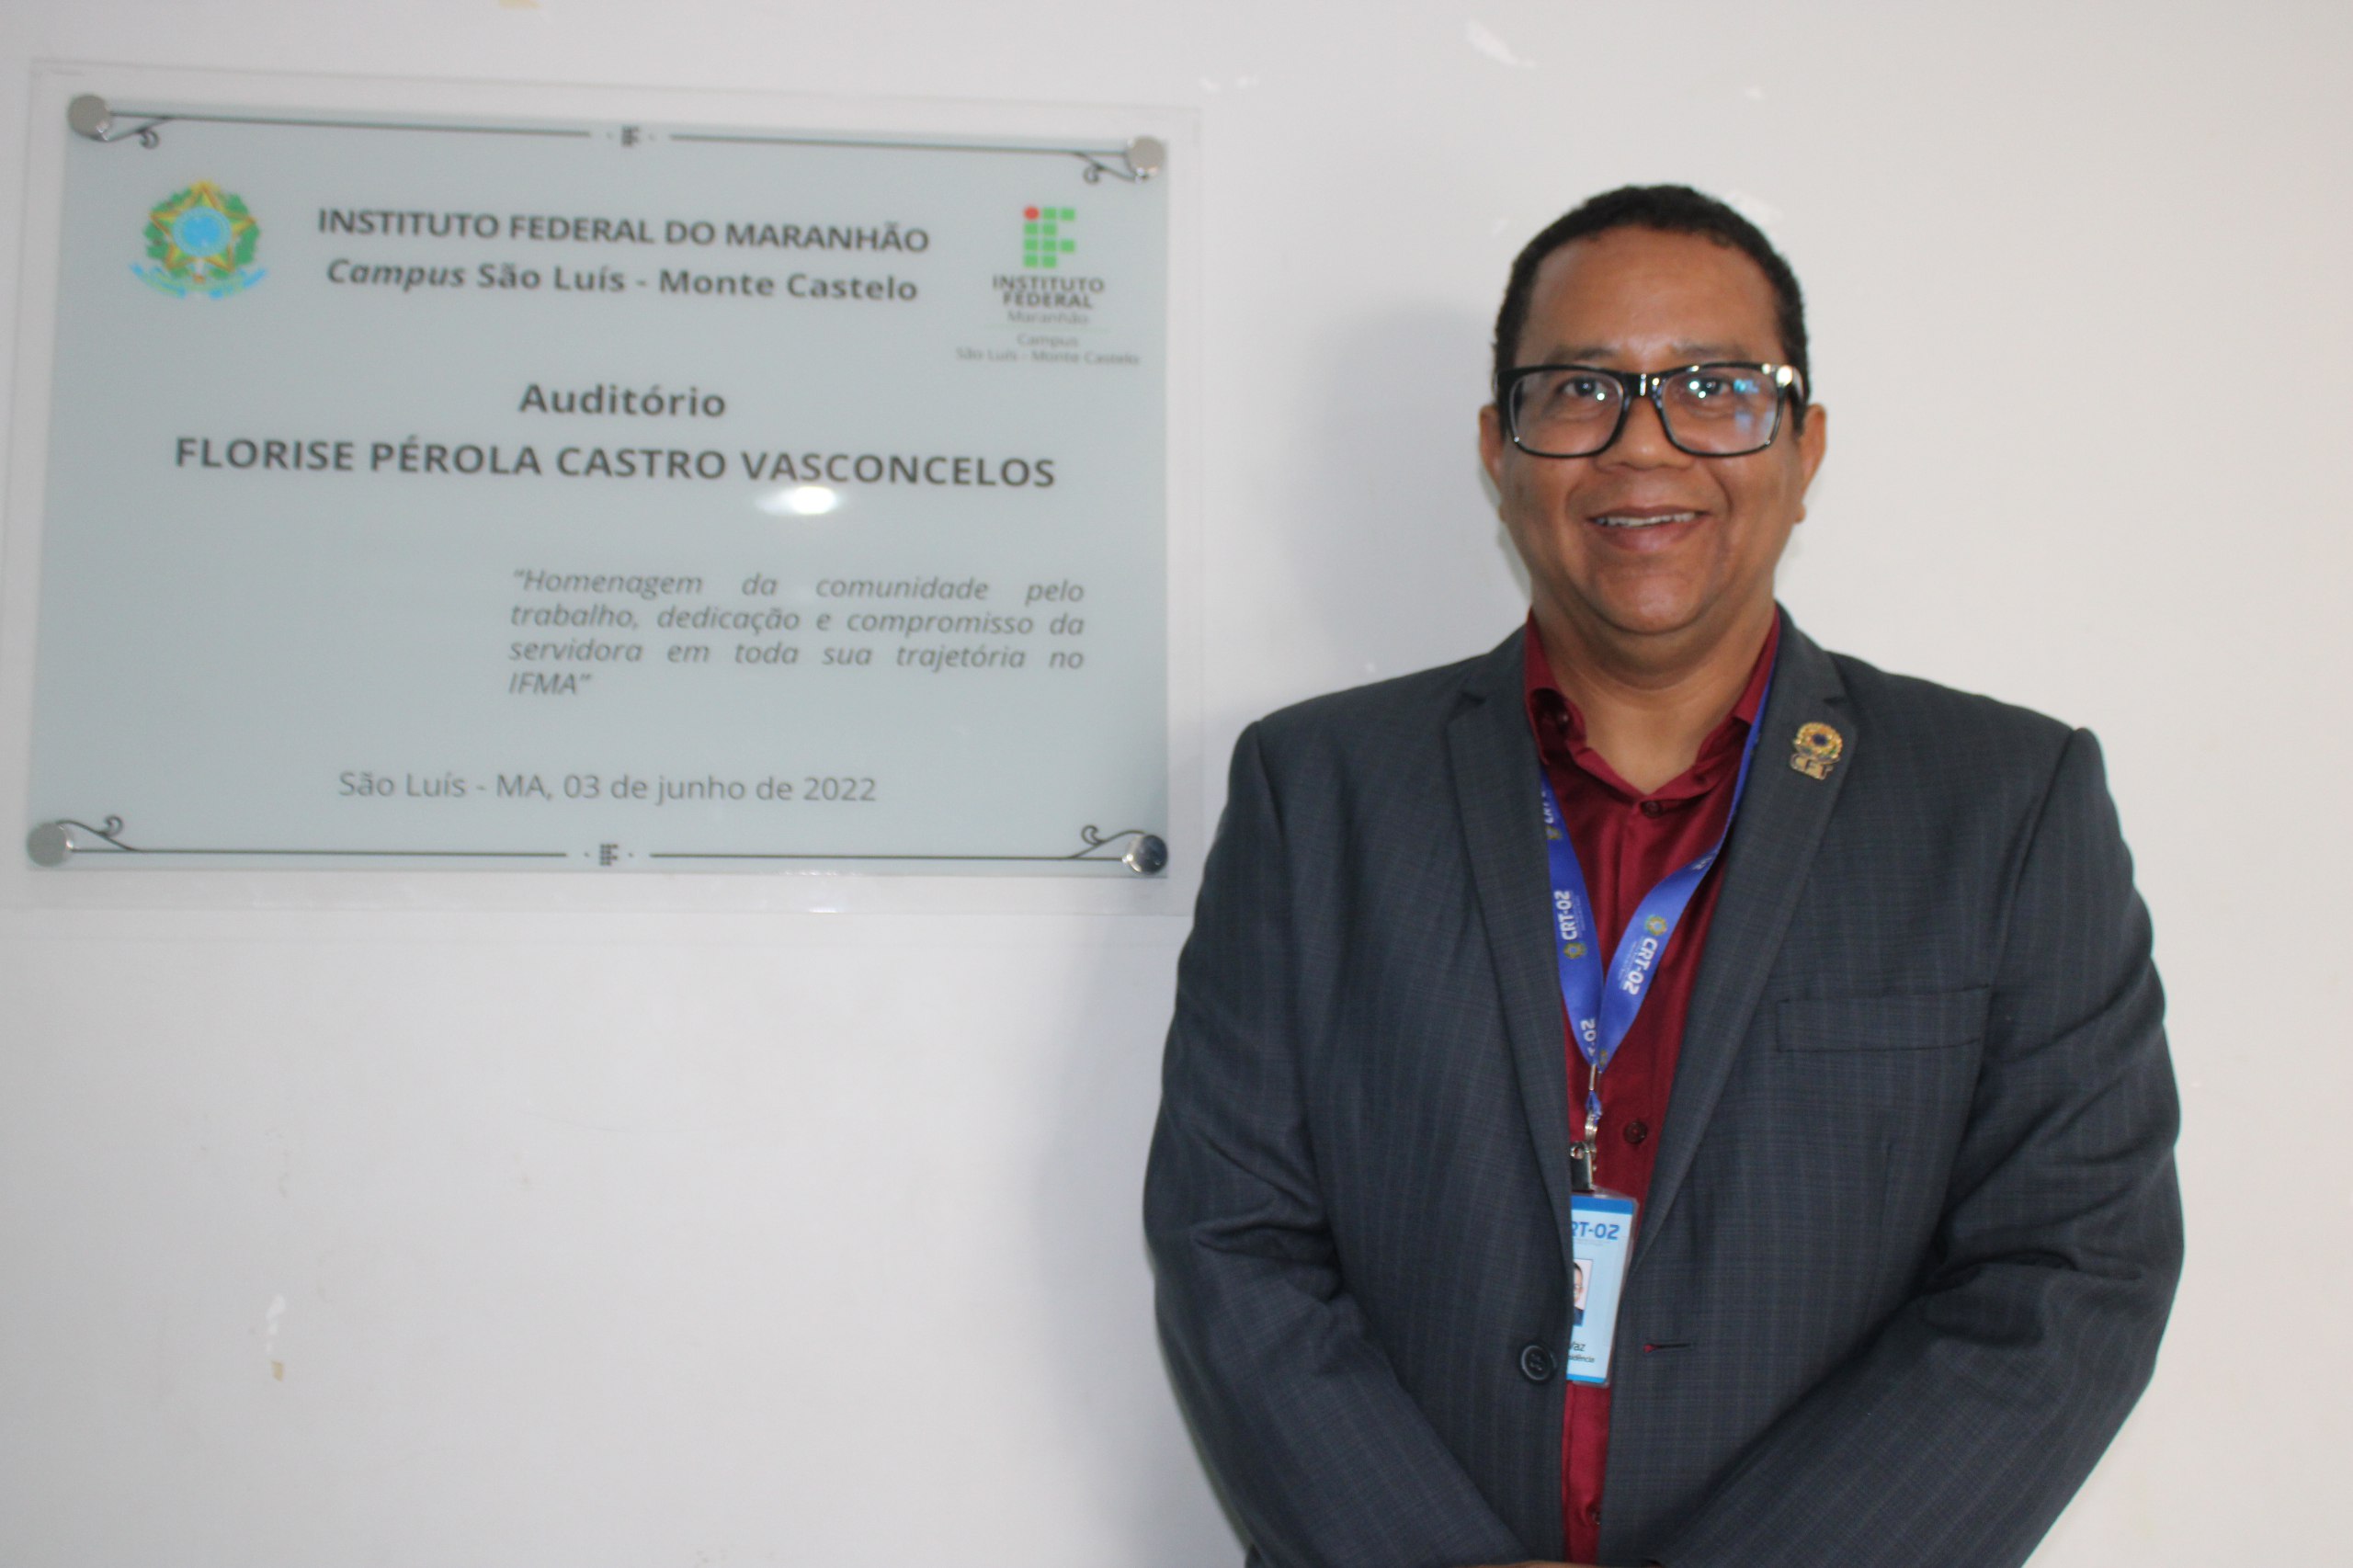 INSTITUTO FEDERAL DO MARANHÃO
Campus São Luís - Monte Castelo
INSTITUTO
FEDERAL
Maranhão
Campus
São Luís - Monte Castelo
Auditório
FLORISE PÉROLA CASTRO VASCONCELOS
"Homenagem da comunidade pelo
trabalho, dedicação e compromisso da
servidora em toda sua trajetória no
IFMA"
São Luís - MA, 03 de junho de 2022
CRT-02
CRT-02
RT-02